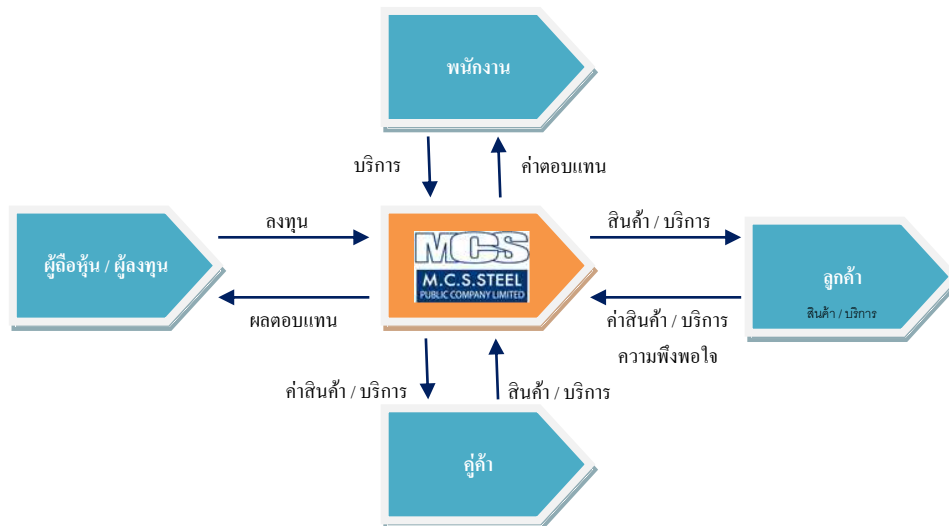 พนักงาน
บริการ
ค่าตอบแทน
ลงทุน
สินค้า / บริการ
ผู้ถือหุ้น / ผู้ลงทุน
MCS
M.C.S.STEEL
PUBLIC COMPANY LIMITED
ลูกค้า
สินค้า / บริการ
ผลตอบแทน
ค่าสินค้า / บริการ
ความพึงพอใจ
ค่าสินค้า / บริการ
สินค้า / บริการ
คู่ค้า